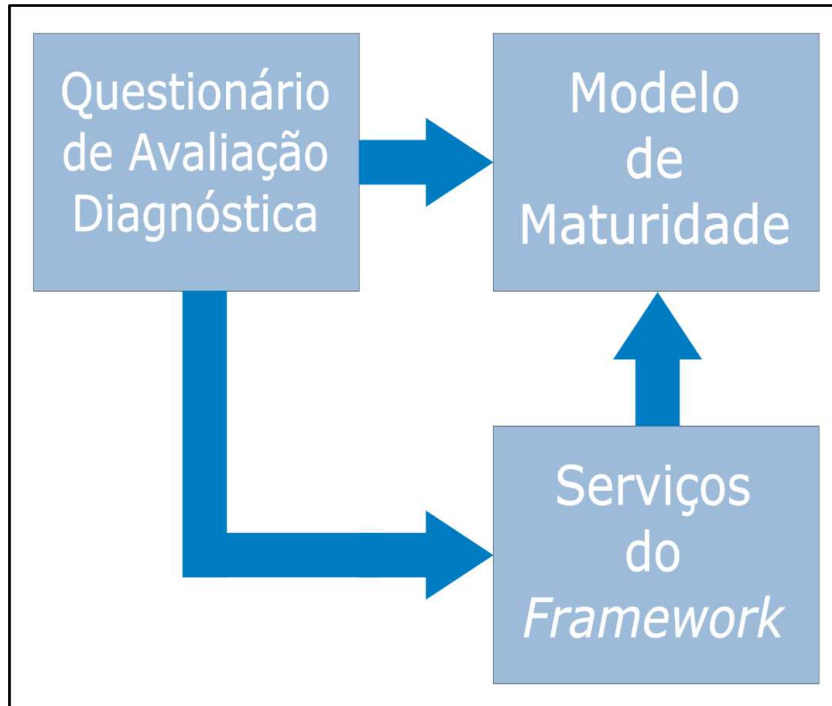 Questionário
de Avaliação
Diagnóstica
Modelo
de
Maturidade
Serviços
do
Framework